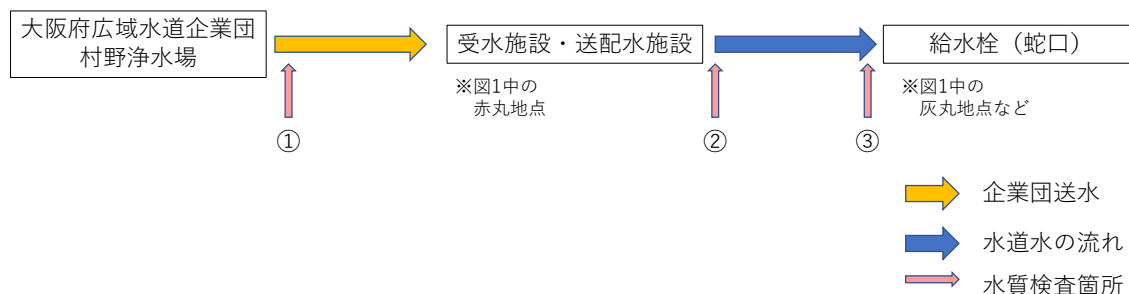 大阪府広域水道企業団
村野浄水場
受水施設・送配水施設
給水栓（蛇口）
※図1中の
赤丸地点
※図1中の
灰丸地点など
①
②
③
企業団送水
水道水の流れ
水質検査箇所